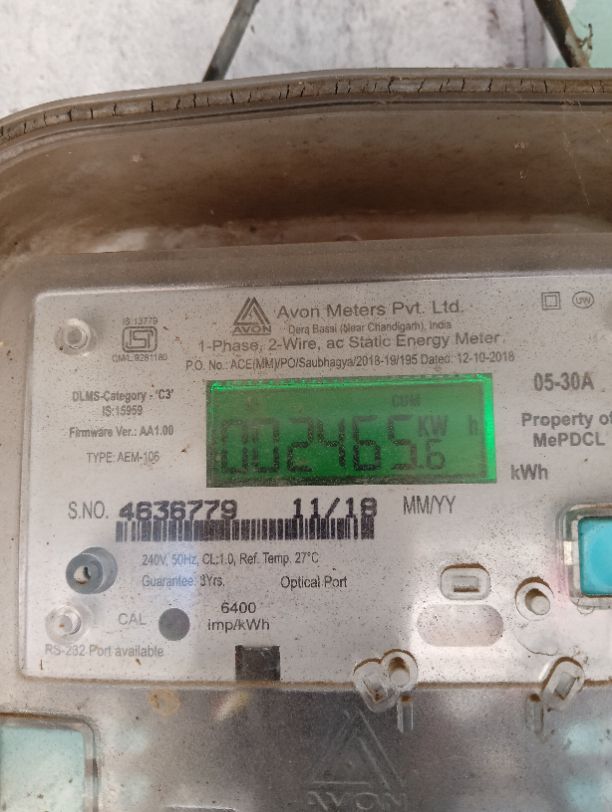 IS:13779
CM/L:9281186
AVON
Avon Meters Pvt. Ltd.
Dera Bassi (Near Chandigarh), India
1-Phase, 2-Wire, ac Static Energy Meter
P.O. No.: ACE(MM)/PO/Saubhagya/2018-19/195 Dated: 12-10-2018
UW
DLMS-Category - 'C3'
IS:15959
Firmware Ver.: AA1.00
TYPE: AEM-106
CUM
002465.6 KW h
05-30A
Property of
MePDCL
kWh
S.NO. 4636779 11/18 MM/YY
240V, 50Hz, CL:1.0, Ref. Temp. 27°C
Guarantee: 3Yrs. Optical Port
CAL 6400
imp/kWh
RS-232 Port available
AVON